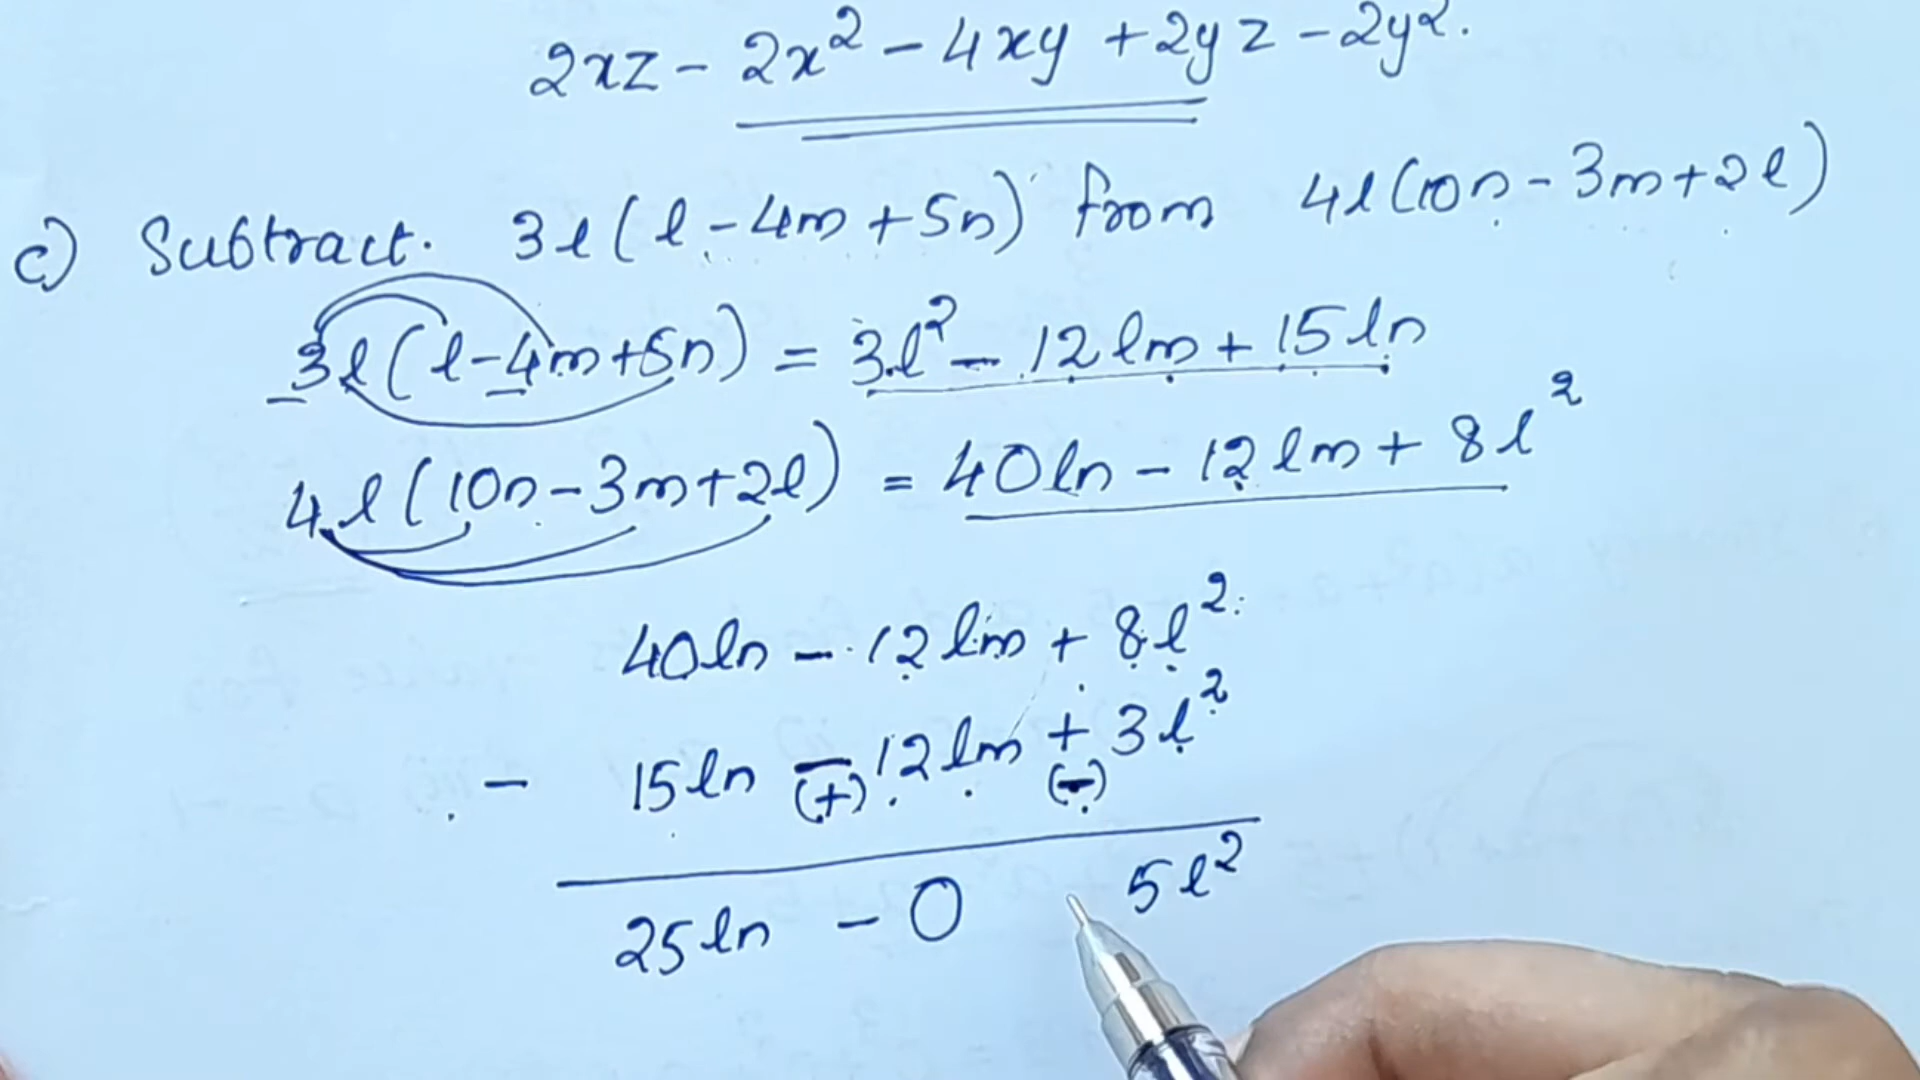 2xz - 2x² - 4xy + 2yz - 2y².
c) Subtract. 3l(l - 4m + 5n) from 4l(10n - 3m + 2l)
3l(l - 4m + 5n) = 3l² - 12lm + 15ln
4l(10n - 3m + 2l) = 40ln - 12lm + 8l²
40ln - 12lm + 8l²
- 15ln - 12lm + 3l²
(+) (-)
25ln - 0 5l²